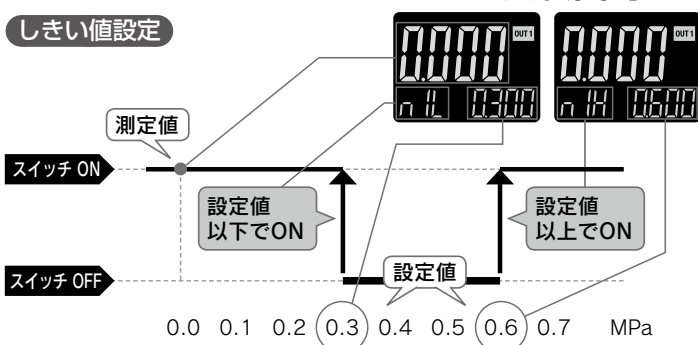 しきい値設定
0.000 OUT1
n 1L 0.300
0.000 OUT1
n 1H 0.600
測定値
スイッチ ON
設定値
以下でON
設定値
以上でON
スイッチ OFF
設定値
0.0 0.1 0.2 0.3 0.4 0.5 0.6 0.7 MPa